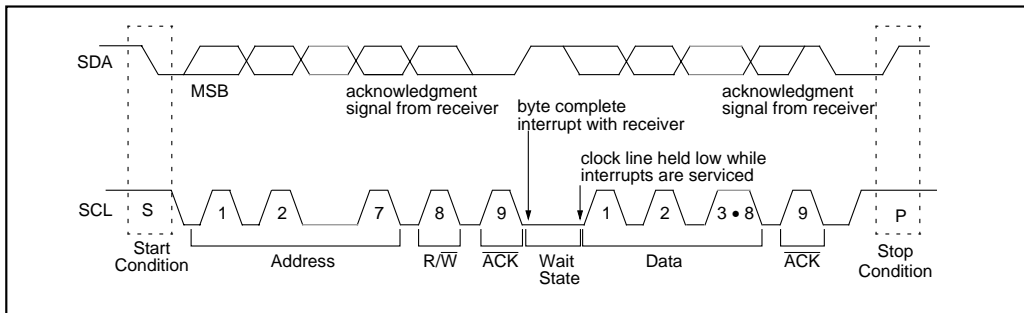 SDA
MSB
acknowledgment
signal from receiver
byte complete
interrupt with receiver
acknowledgment
signal from receiver
clock line held low while
interrupts are serviced
SCL
S
1
2
7
8
9
1
2
3 • 8
9
P
Start
Condition
Address
R/W̅
A̅C̅K̅
Wait
State
Data
A̅C̅K̅
Stop
Condition